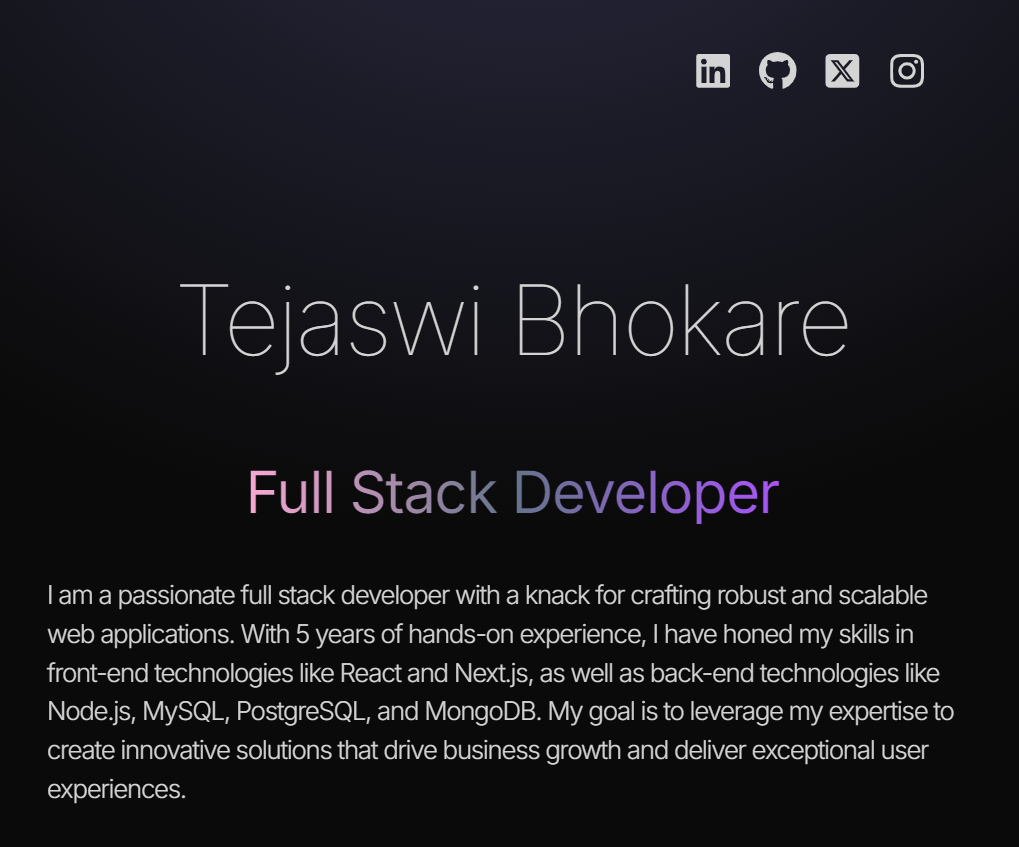 in
X
Tejaswi Bhokare
Full Stack Developer
I am a passionate full stack developer with a knack for crafting robust and scalable
web applications. With 5 years of hands-on experience, I have honed my skills in
front-end technologies like React and Next.js, as well as back-end technologies like
Node.js, MySQL, PostgreSQL, and MongoDB. My goal is to leverage my expertise to
create innovative solutions that drive business growth and deliver exceptional user
experiences.